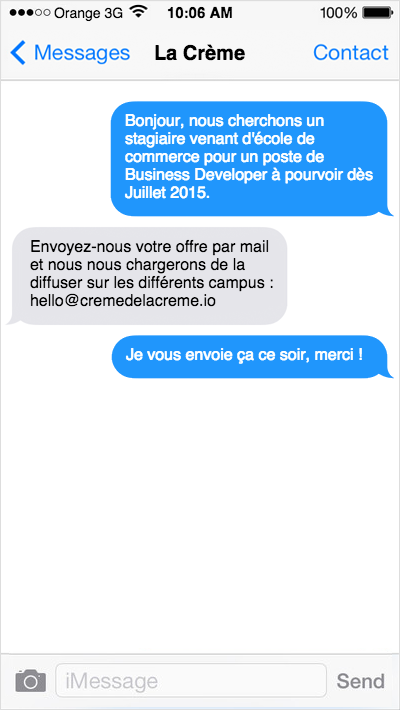 Orange 3G 10:06 AM 100%
Messages La Crème Contact
Bonjour, nous cherchons un
stagiaire venant d'école de
commerce pour un poste de
Business Developer à pourvoir dès
Juillet 2015.
Envoyez-nous votre offre par mail
et nous nous chargerons de la
diffuser sur les différents campus :
hello@cremedelacreme.io
Je vous envoie ça ce soir, merci !
iMessage Send